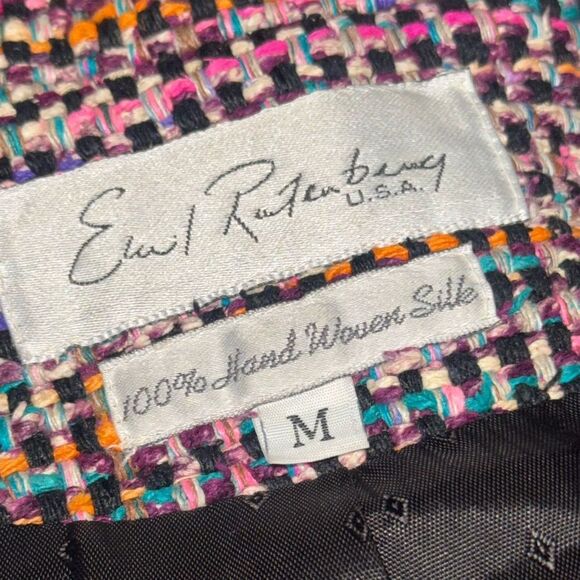 Emil Rutenberg
U.S.A.
100% Hand Woven Silk
M